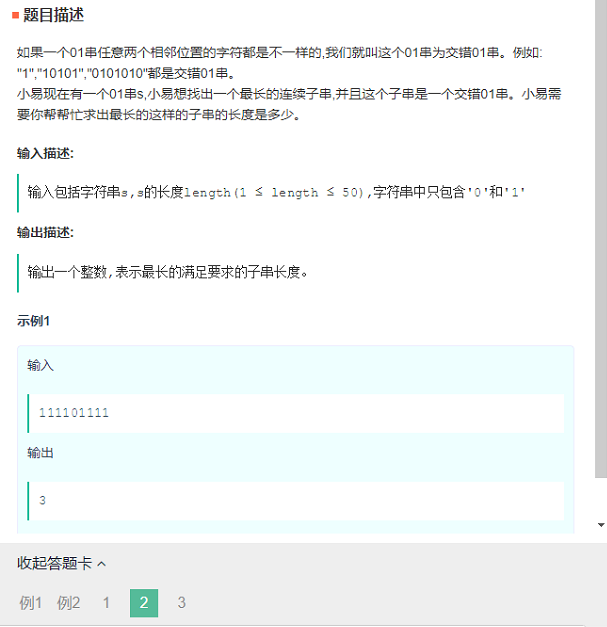 题目描述
如果一个01串任意两个相邻位置的字符都是不一样的,我们就叫这个01串为交错01串。例如:
"1","10101","0101010"都是交错01串。
小易现在有一个01串s,小易想找出一个最长的连续子串,并且这个子串是一个交错01串。小易需
要你帮帮忙求出最长的这样的子串的长度是多少。
输入描述:
输入包括字符串s,s的长度length(1 ≤ length ≤ 50),字符串中只包含'0'和'1'
输出描述:
输出一个整数,表示最长的满足要求的子串长度。
示例1
输入
111101111
输出
3
收起答题卡
例1 例2 1 2 3